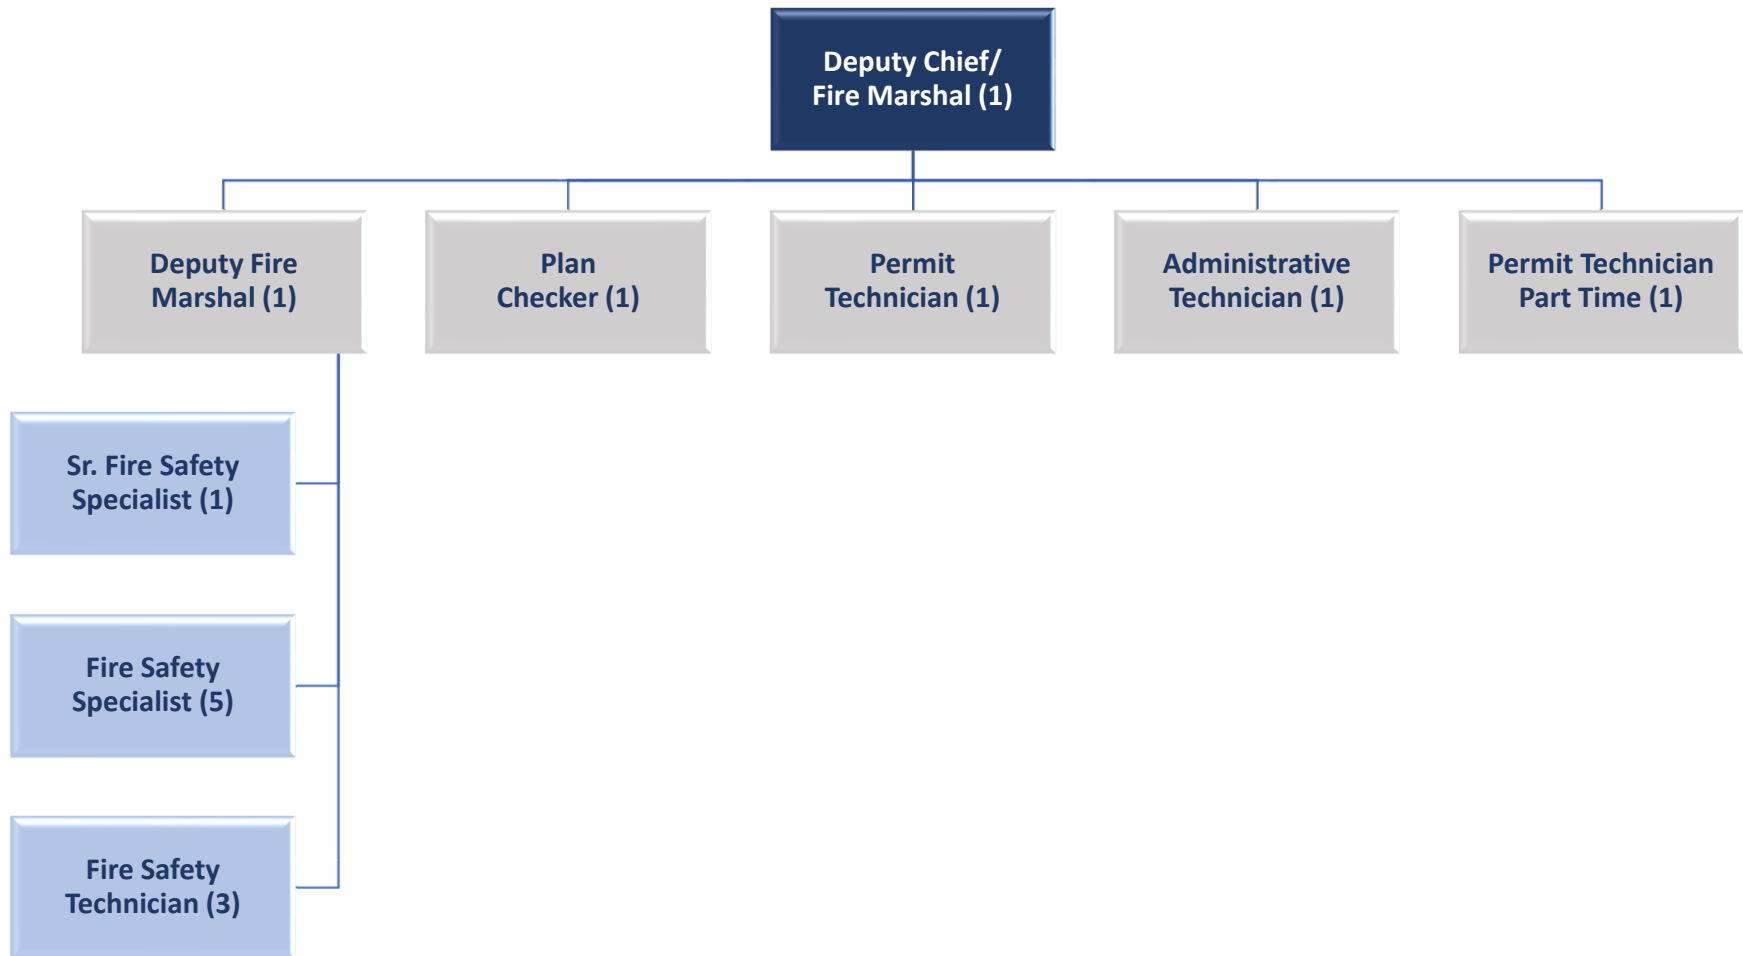 Deputy Chief/
Fire Marshal (1)
Deputy Fire
Marshal (1)
Plan
Checker (1)
Permit
Technician (1)
Administrative
Technician (1)
Permit Technician
Part Time (1)
Sr. Fire Safety
Specialist (1)
Fire Safety
Specialist (5)
Fire Safety
Technician (3)